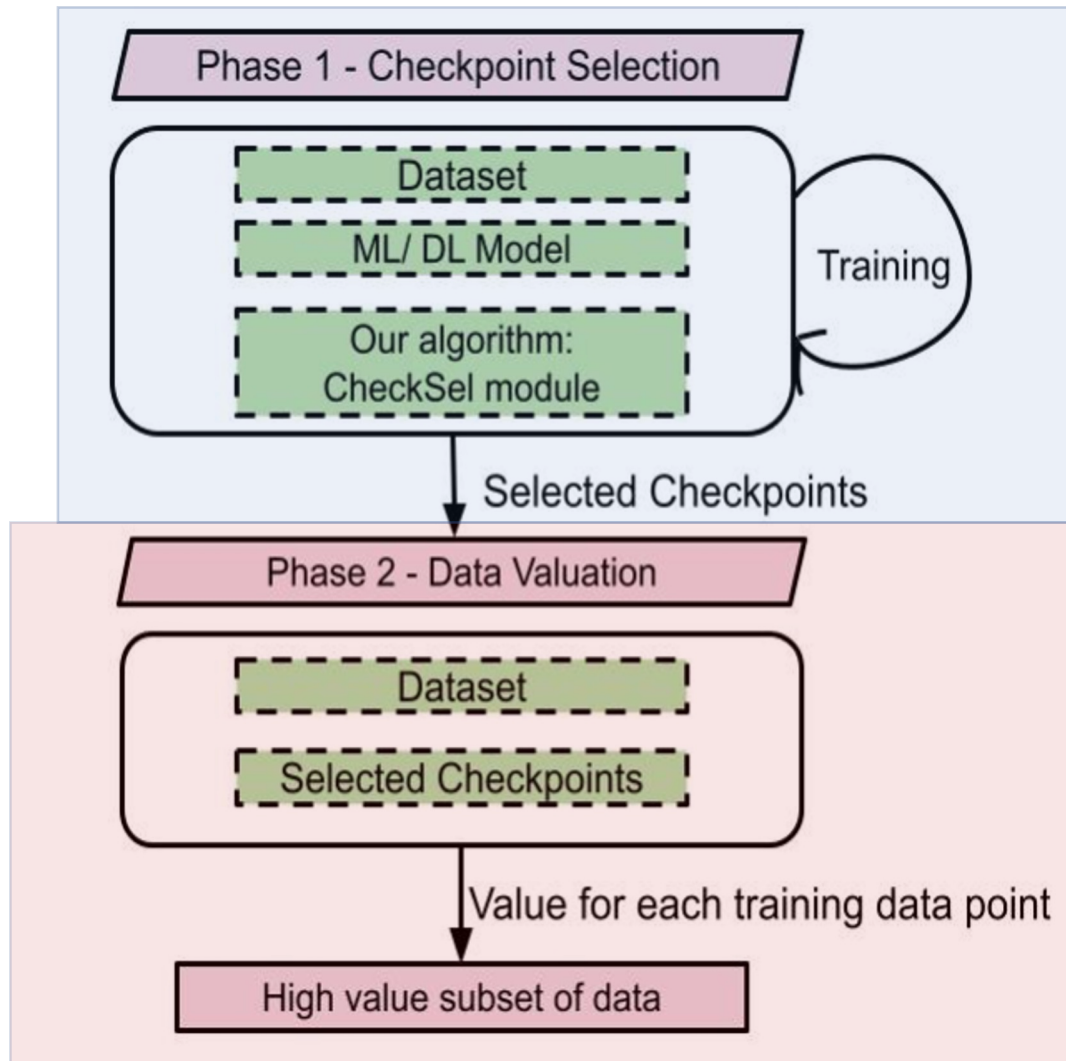 Phase 1 - Checkpoint Selection
Dataset
ML/ DL Model
Our algorithm:
CheckSel module
Training
Selected Checkpoints
Phase 2 - Data Valuation
Dataset
Selected Checkpoints
Value for each training data point
High value subset of data